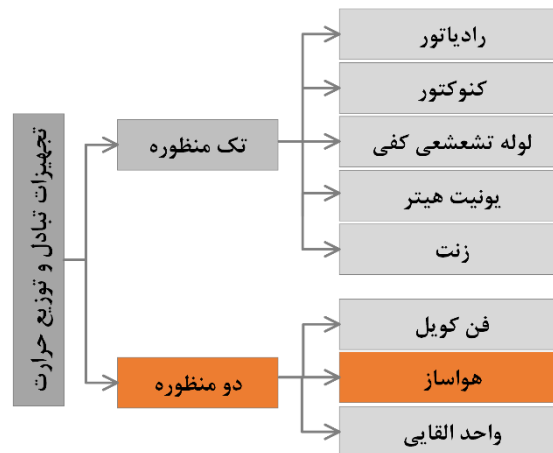 تجهیزات تبادل و توزیع حرارت
تک منظوره
رادیاتور
کنوکتور
لوله تشعشعی کفی
یونیت هیتر
زنت
دو منظوره
فن کویل
هواساز
واحد القایی